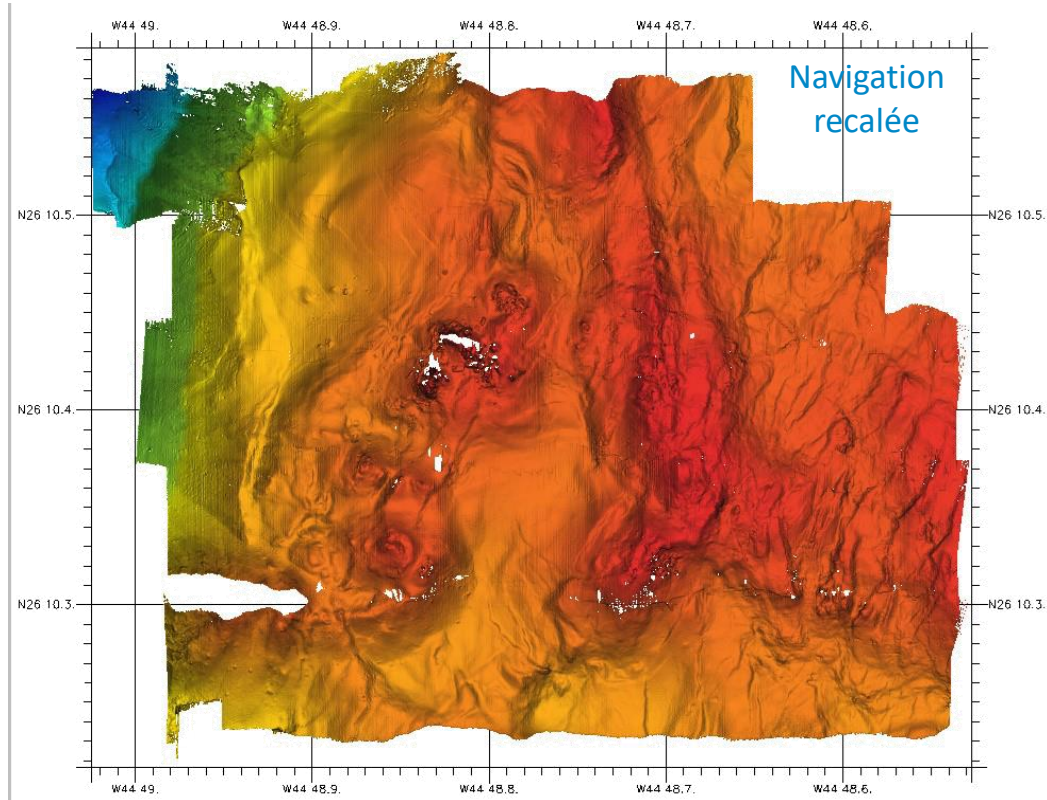 W44 49. W44 48.9. W44 48.8. W44 48.7. W44 48.6.
Navigation
recalée
N26 10.5. N26 10.5.
N26 10.4. N26 10.4.
N26 10.3. N26 10.3.
W44 49. W44 48.9. W44 48.8. W44 48.7. W44 48.6.